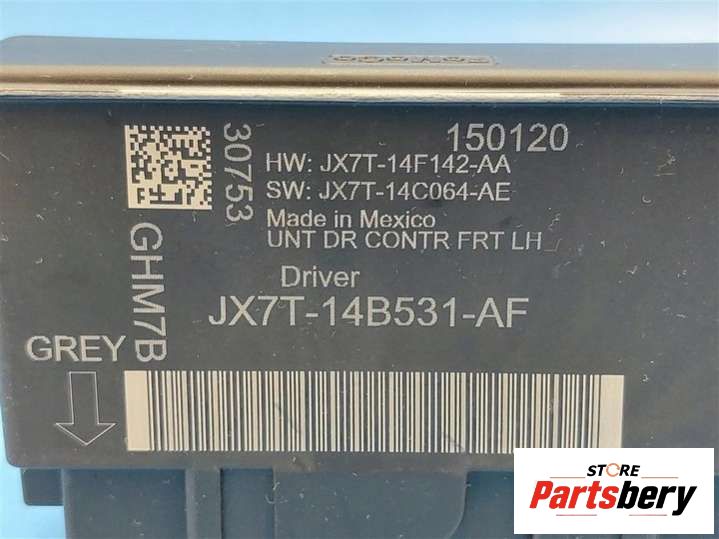 150120
30753
HW: JX7T-14F142-AA
SW: JX7T-14C064-AE
Made in Mexico
UNT DR CONTR FRT LH
Driver
JX7T-14B531-AF
GHM7B
GREY
STORE
Partsbery